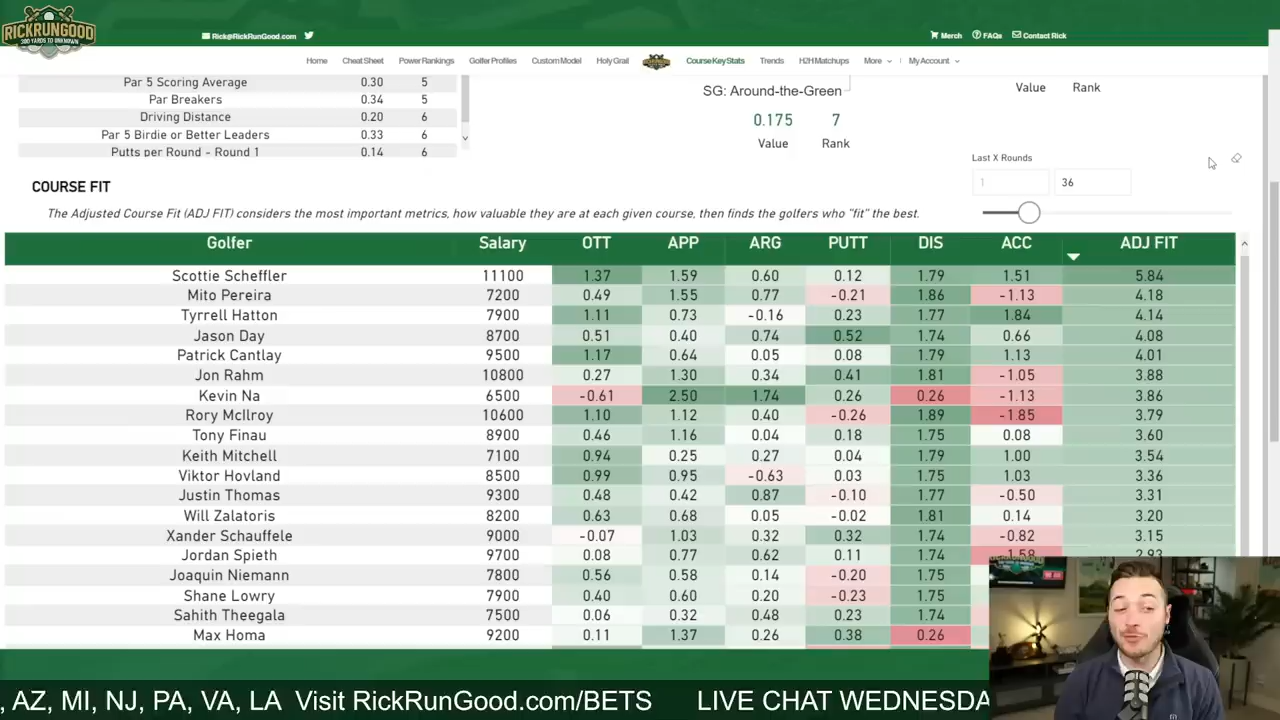 RICKRUNGOOD
300 YARDS TO UNKNOWN
Rick@RickRunGood.com
Merch FAQs Contact Rick
Home Cheat Sheet Power Rankings Golfer Profiles Custom Model Holy Grail Course Key Stats Trends H2H Matchups More My Account
Par 5 Scoring Average 0.30 5
Par Breakers 0.34 5
Driving Distance 0.20 6
Par 5 Birdie or Better Leaders 0.33 6
Putts per Round - Round 1 0.14 6
SG: Around-the-Green
0.175 7
Value Rank
Value Rank
Last X Rounds
1 36
COURSE FIT
The Adjusted Course Fit (ADJ FIT) considers the most important metrics, how valuable they are at each given course, then finds the golfers who "fit" the best.
Golfer Salary OTT APP ARG PUTT DIS ACC ADJ FIT
Scottie Scheffler 11100 1.37 1.59 0.60 0.12 1.79 1.51 5.84
Mito Pereira 7200 0.49 1.55 0.77 -0.21 1.86 -1.13 4.18
Tyrrell Hatton 7900 1.11 0.73 -0.16 0.23 1.77 1.84 4.14
Jason Day 8700 0.51 0.40 0.74 0.52 1.74 0.66 4.08
Patrick Cantlay 9500 1.17 0.64 0.05 0.08 1.79 1.13 4.01
Jon Rahm 10800 0.27 1.30 0.34 0.41 1.81 -1.05 3.88
Kevin Na 6500 -0.61 2.50 1.74 0.26 0.26 -1.13 3.86
Rory McIlroy 10600 1.10 1.12 0.40 -0.26 1.89 -1.85 3.79
Tony Finau 8900 0.46 1.16 0.04 0.18 1.75 0.08 3.60
Keith Mitchell 7100 0.94 0.25 0.27 0.04 1.79 1.00 3.54
Viktor Hovland 8500 0.99 0.95 -0.63 0.03 1.75 1.03 3.36
Justin Thomas 9300 0.48 0.42 0.87 -0.10 1.77 -0.50 3.31
Will Zalatoris 8200 0.63 0.68 0.05 -0.02 1.81 0.14 3.20
Xander Schauffele 9000 -0.07 1.03 0.32 0.32 1.74 -0.82 3.15
Jordan Spieth 9700 0.08 0.77 0.62 0.11 1.74 -1.58 2.93
Joaquin Niemann 7800 0.56 0.58 0.14 -0.20 1.75
Shane Lowry 7900 0.40 0.60 0.20 -0.23 1.75
Sahith Theegala 7500 0.06 0.32 0.48 0.23 1.74
Max Homa 9200 0.11 1.37 0.26 0.38 0.26
, AZ, MI, NJ, PA, VA, LA Visit RickRunGood.com/BETS LIVE CHAT WEDNESDA